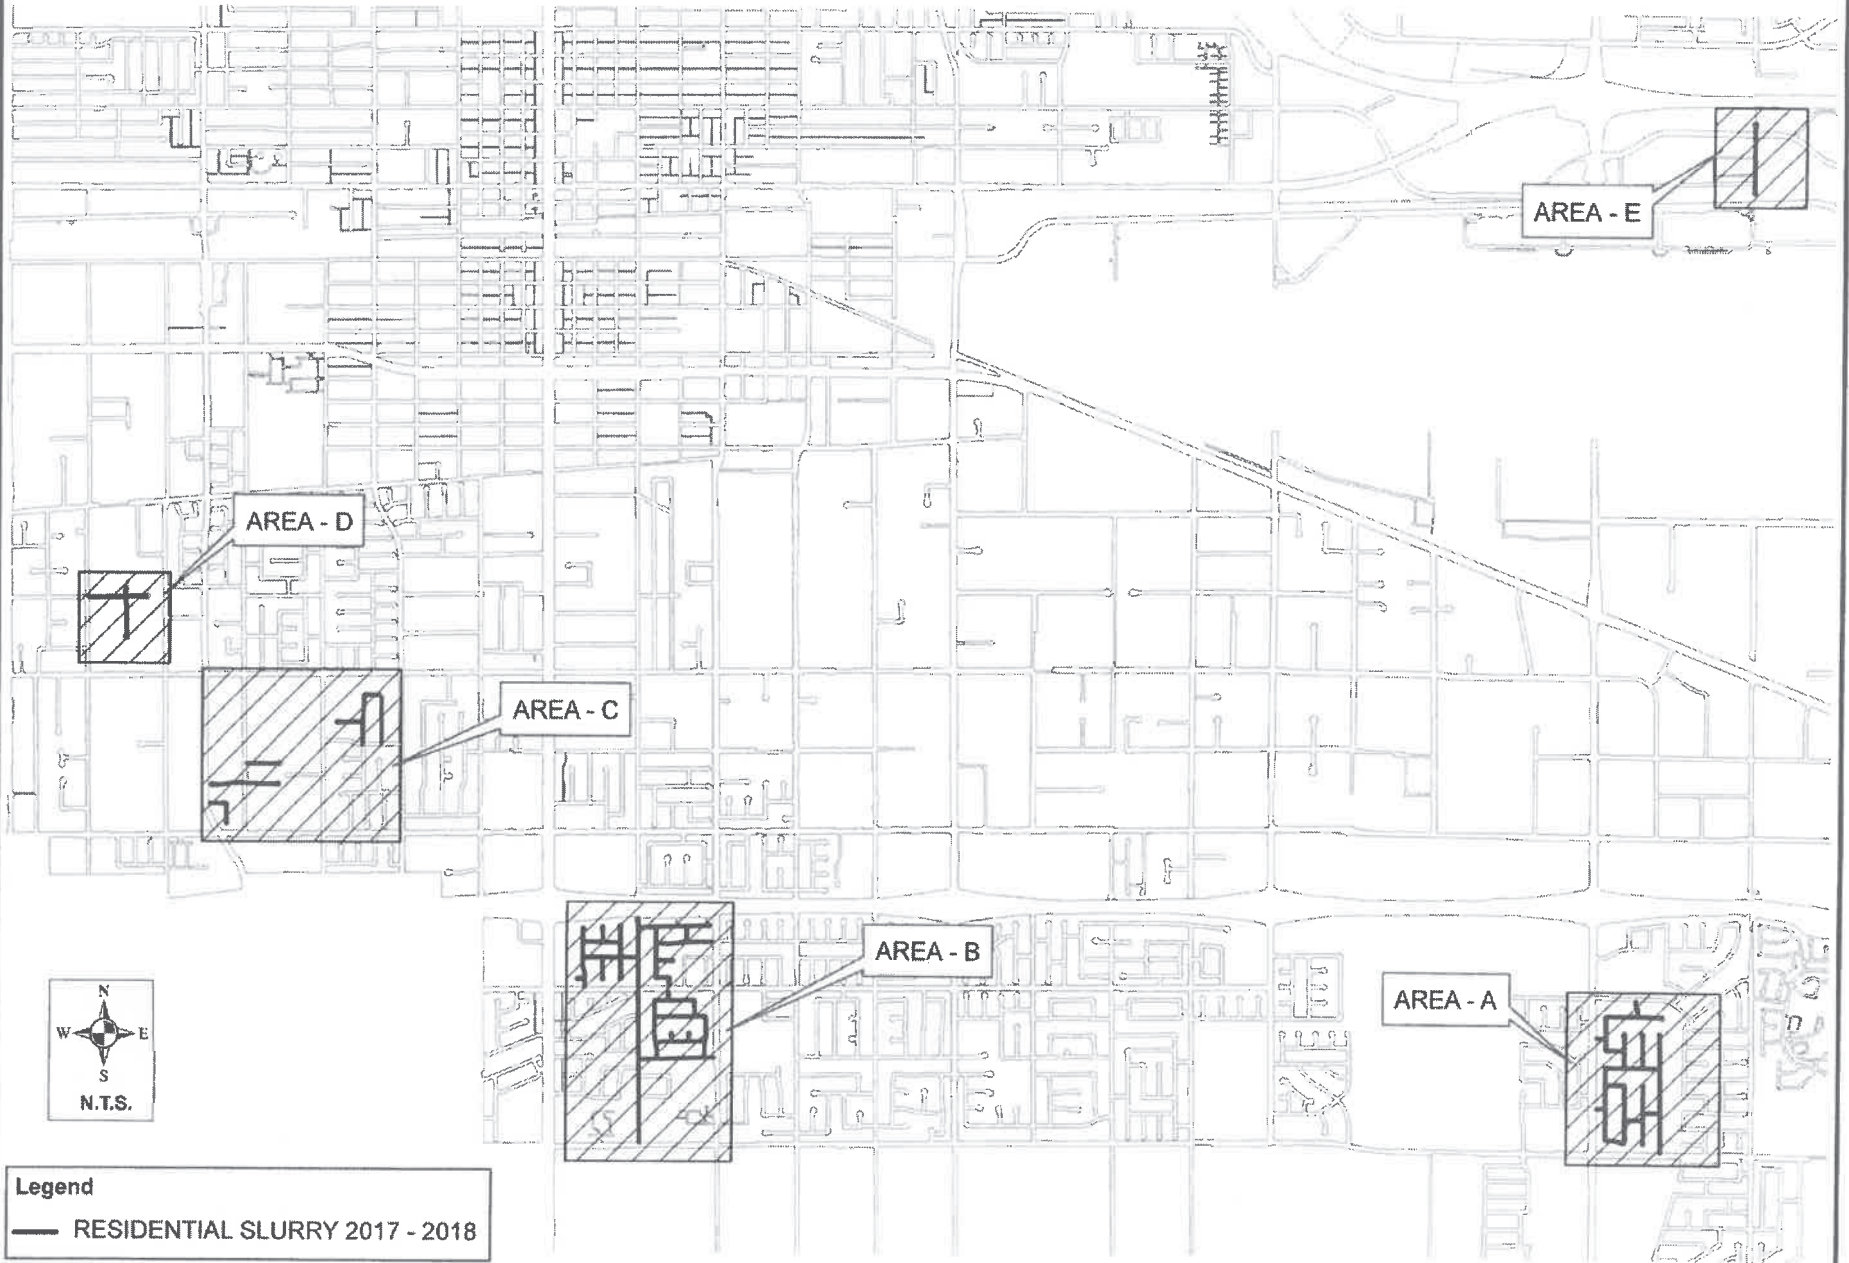 AREA - E
AREA - D
AREA - C
AREA - B
AREA - A
N
W E
S
N.T.S.
Legend
RESIDENTIAL SLURRY 2017 - 2018